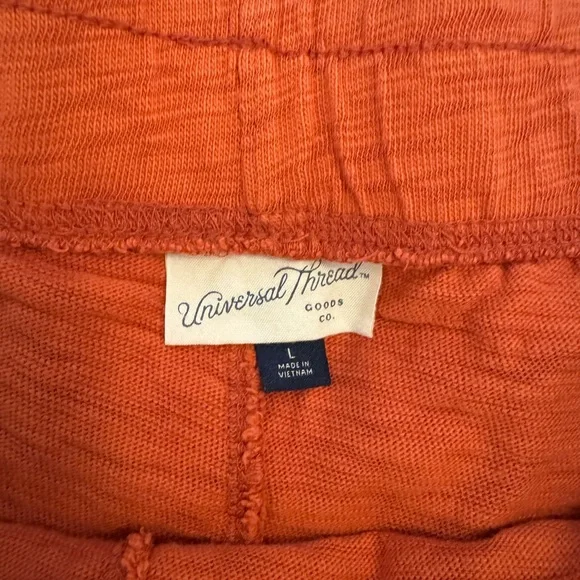 Universal Thread™
GOODS
CO.
L
MADE IN
VIETNAM